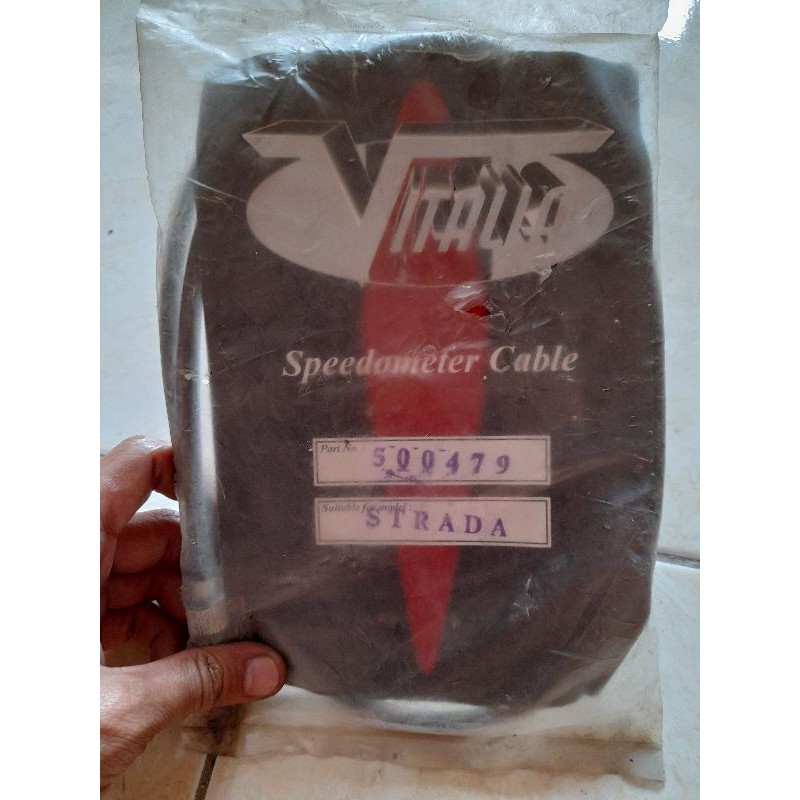 VITALIA
Speedometer Cable
Part No. :
500479
Suitable for model :
STRADA